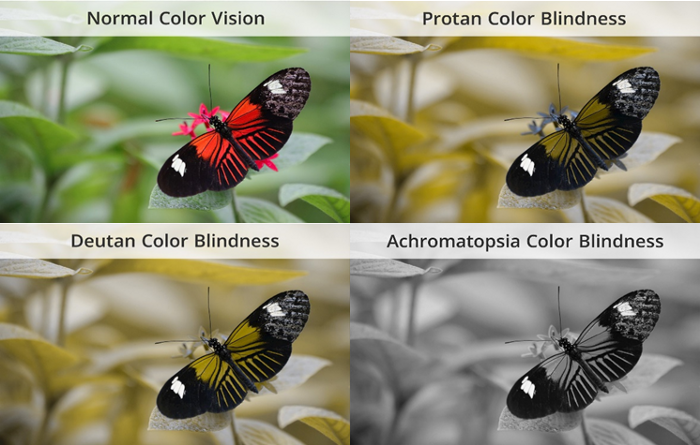 Normal Color Vision
Protan Color Blindness
Deutan Color Blindness
Achromatopsia Color Blindness